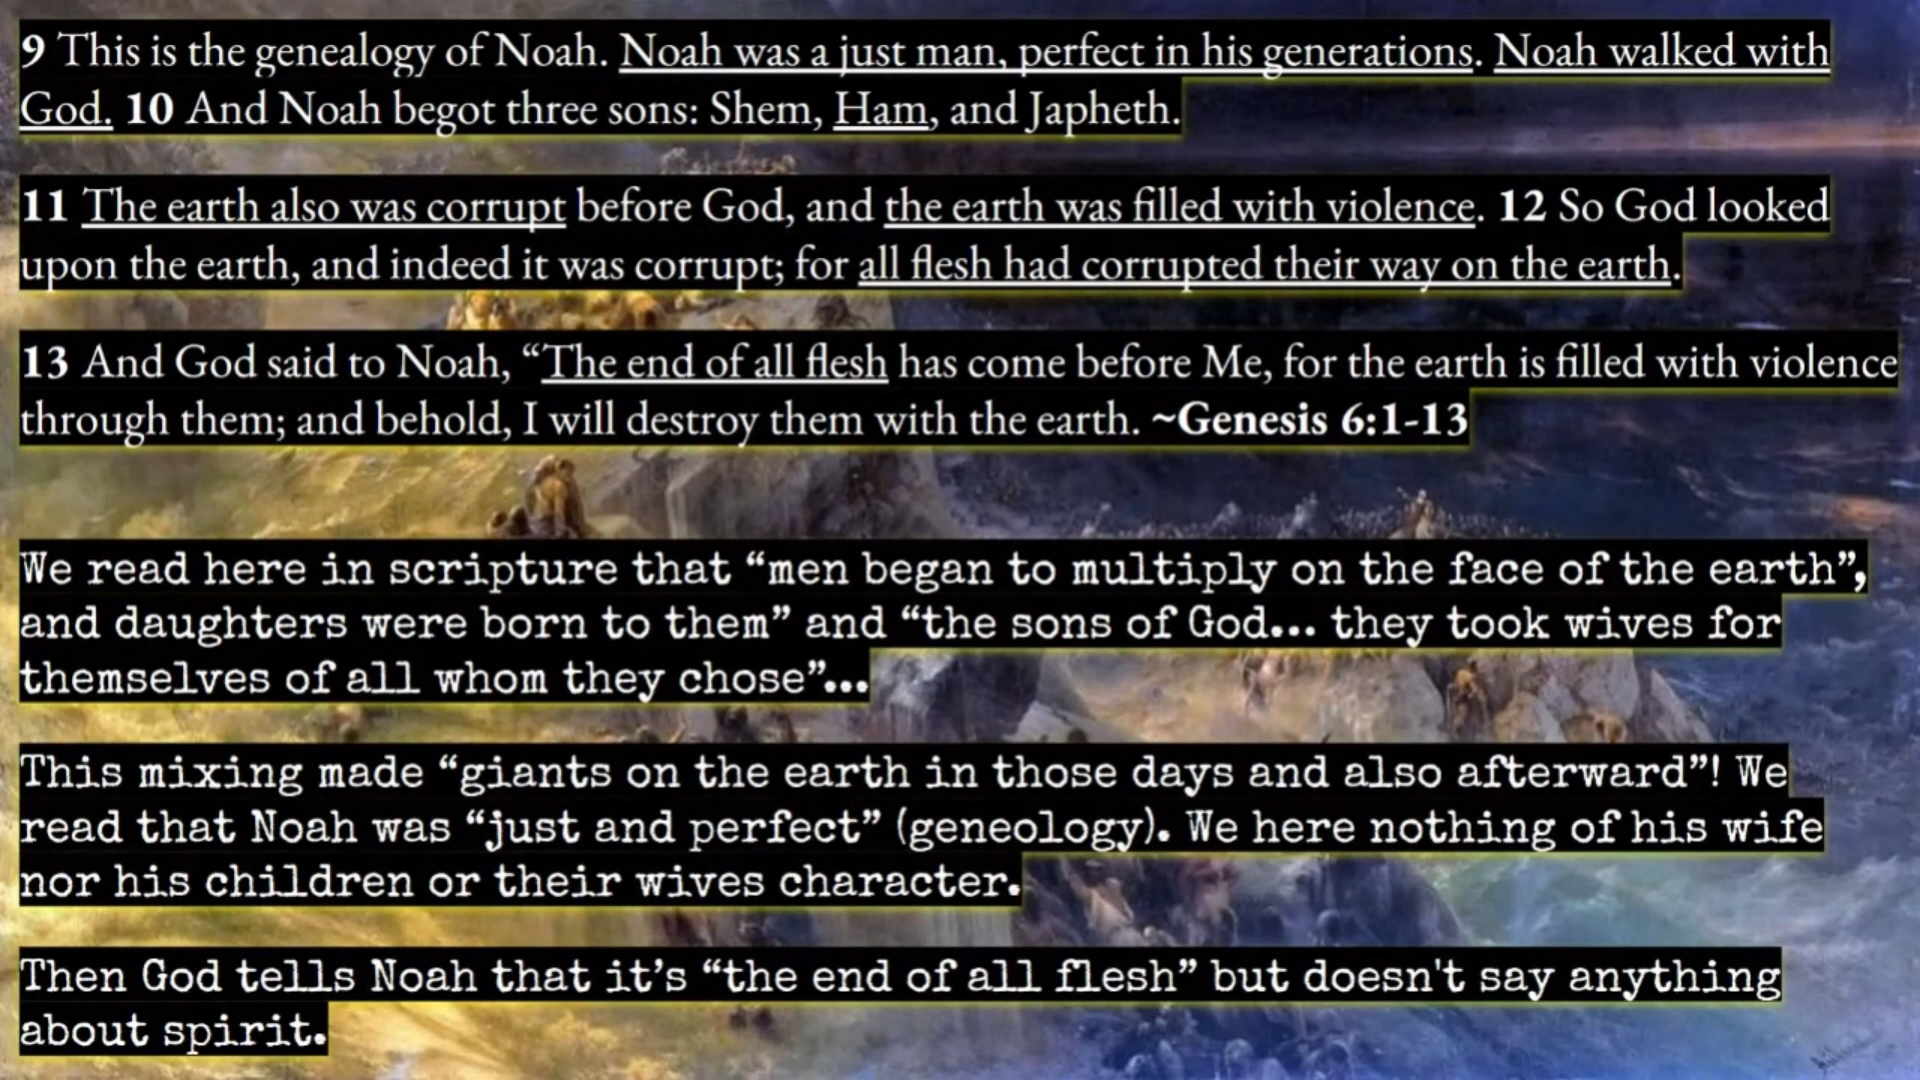 9 This is the genealogy of Noah. Noah was a just man, perfect in his generations. Noah walked with
God. 10 And Noah begot three sons: Shem, Ham, and Japheth.
11 The earth also was corrupt before God, and the earth was filled with violence. 12 So God looked
upon the earth, and indeed it was corrupt; for all flesh had corrupted their way on the earth.
13 And God said to Noah, “The end of all flesh has come before Me, for the earth is filled with violence
through them; and behold, I will destroy them with the earth. ~Genesis 6:1-13
We read here in scripture that “men began to multiply on the face of the earth”,
and daughters were born to them” and “the sons of God... they took wives for
themselves of all whom they chose”...
This mixing made “giants on the earth in those days and also afterward”! We
read that Noah was “just and perfect” (geneology). We here nothing of his wife
nor his children or their wives character.
Then God tells Noah that it’s “the end of all flesh” but doesn't say anything
about spirit.